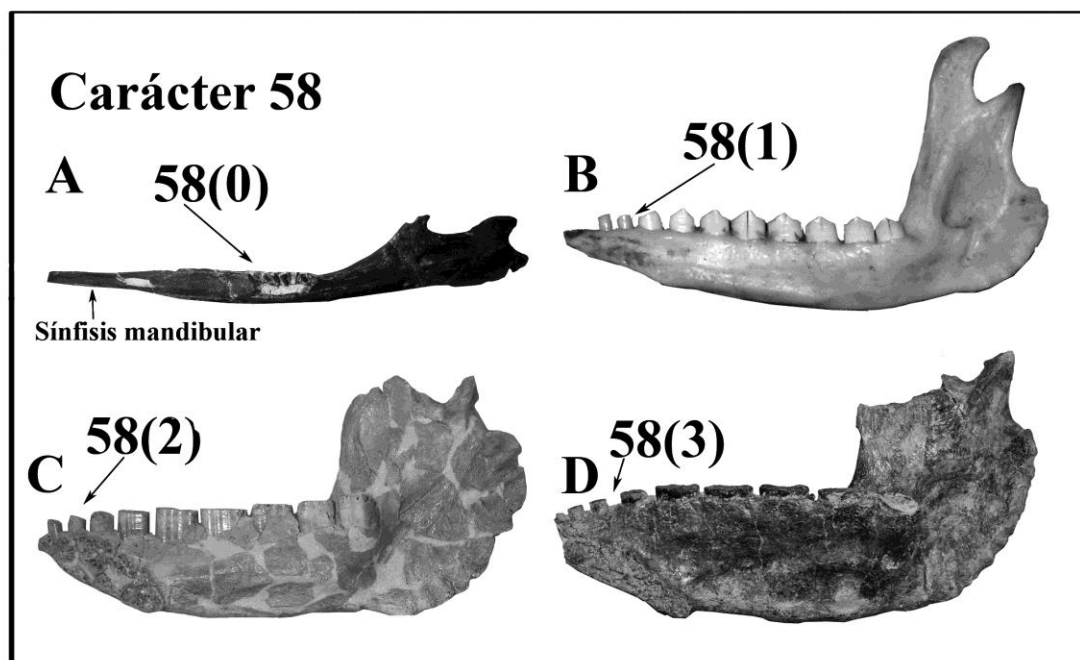 Carácter 58
A
58(0)
Sínfisis mandibular
B
58(1)
C
58(2)
D
58(3)